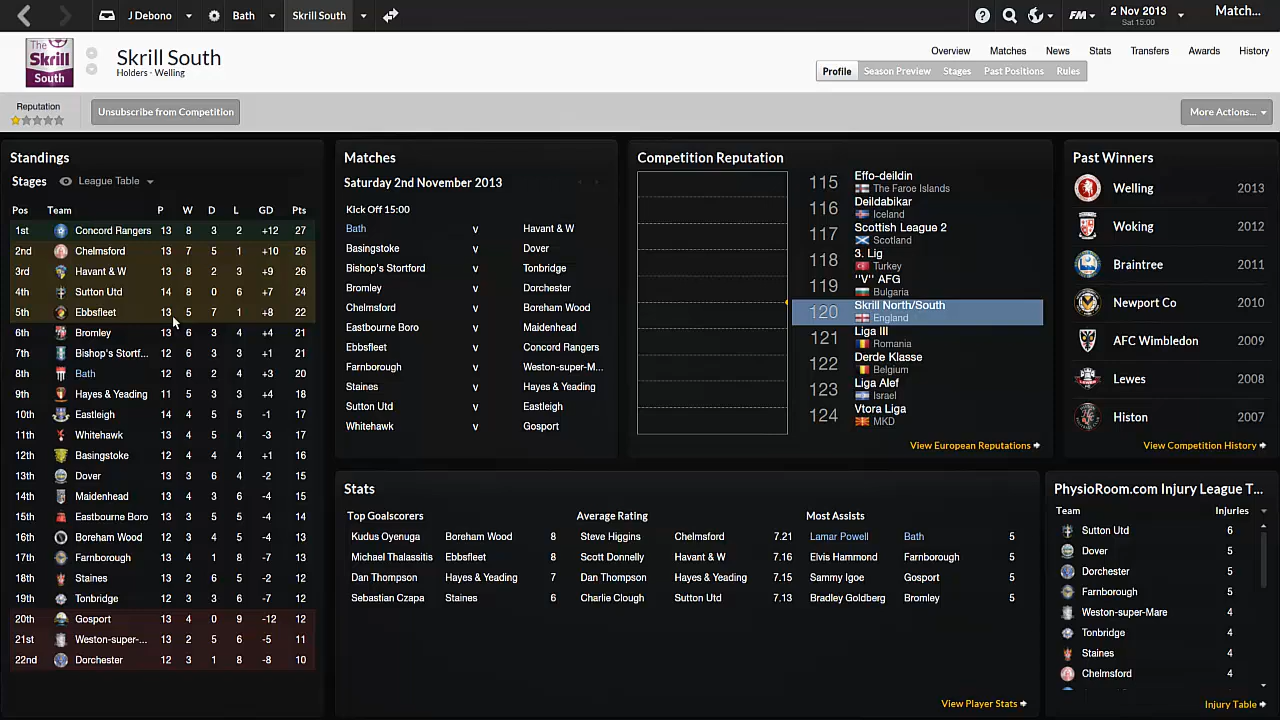 J Debono
Bath
Skrill South
FM
2 Nov 2013
Sat 15:00
Match...
The
Skrill
South
Skrill South
Holders - Welling
Overview Matches News Stats Transfers Awards History
Profile Season Preview Stages Past Positions Rules
Reputation
Unsubscribe from Competition
More Actions...
Standings
Stages League Table
Pos Team P W D L GD Pts
1st Concord Rangers 13 8 3 2 +12 27
2nd Chelmsford 13 7 5 1 +10 26
3rd Havant & W 13 8 2 3 +9 26
4th Sutton Utd 13 8 0 6 +7 24
5th Ebbsfleet 13 5 7 1 +8 22
6th Bromley 13 6 3 4 +4 21
7th Bishop's Stortf... 12 6 3 3 +1 21
8th Bath 12 6 2 4 +3 20
9th Hayes & Yeading 11 5 3 3 +4 18
10th Eastleigh 14 4 5 5 -1 17
11th Whitehawk 13 4 5 4 -3 17
12th Basingstoke 12 4 4 4 +1 16
13th Dover 13 3 6 4 -2 15
14th Maidenhead 13 4 3 6 -4 15
15th Eastbourne Boro 13 3 5 5 -4 14
16th Boreham Wood 12 3 4 5 -4 13
17th Farnborough 13 4 1 8 -7 13
18th Staines 13 2 6 5 -2 12
19th Tonbridge 12 3 3 6 -7 12
20th Gosport 13 4 0 9 -12 12
21st Weston-super-... 13 2 5 6 -5 11
22nd Dorchester 12 3 1 8 -8 10
Matches
Saturday 2nd November 2013
Kick Off 15:00
Bath v Havant & W
Basingstoke v Dover
Bishop's Stortford v Tonbridge
Bromley v Dorchester
Chelmsford v Boreham Wood
Eastbourne Boro v Maidenhead
Ebbsfleet v Concord Rangers
Farnborough v Weston-super-M...
Staines v Hayes & Yeading
Sutton Utd v Eastleigh
Whitehawk v Gosport
Competition Reputation
115 Effo-deildin
The Faroe Islands
116 Deildabikar
Iceland
117 Scottish League 2
Scotland
118 3. Lig
Turkey
119 "V" AFG
Bulgaria
120 Skrill North/South
England
121 Liga III
Romania
122 Derde Klasse
Belgium
123 Liga Alef
Israel
124 Vtora Liga
MKD
View European Reputations
Past Winners
Welling 2013
Woking 2012
Braintree 2011
Newport Co 2010
AFC Wimbledon 2009
Lewes 2008
Histon 2007
View Competition History
Stats
Top Goalscorers
Kudus Oyenuga Boreham Wood 8
Michael Thalassitis Ebbsfleet 8
Dan Thompson Hayes & Yeading 7
Sebastian Czapa Staines 6
Average Rating
Steve Higgins Chelmsford 7.21
Scott Donnelly Havant & W 7.16
Dan Thompson Hayes & Yeading 7.15
Charlie Clough Sutton Utd 7.13
Most Assists
Lamar Powell Bath 5
Elvis Hammond Farnborough 5
Sammy Igoe Gosport 5
Bradley Goldberg Bromley 5
View Player Stats
PhysioRoom.com Injury League T...
Team Injuries
Sutton Utd 6
Dover 5
Dorchester 5
Farnborough 5
Weston-super-Mare 4
Tonbridge 4
Staines 4
Chelmsford 4
Injury Table